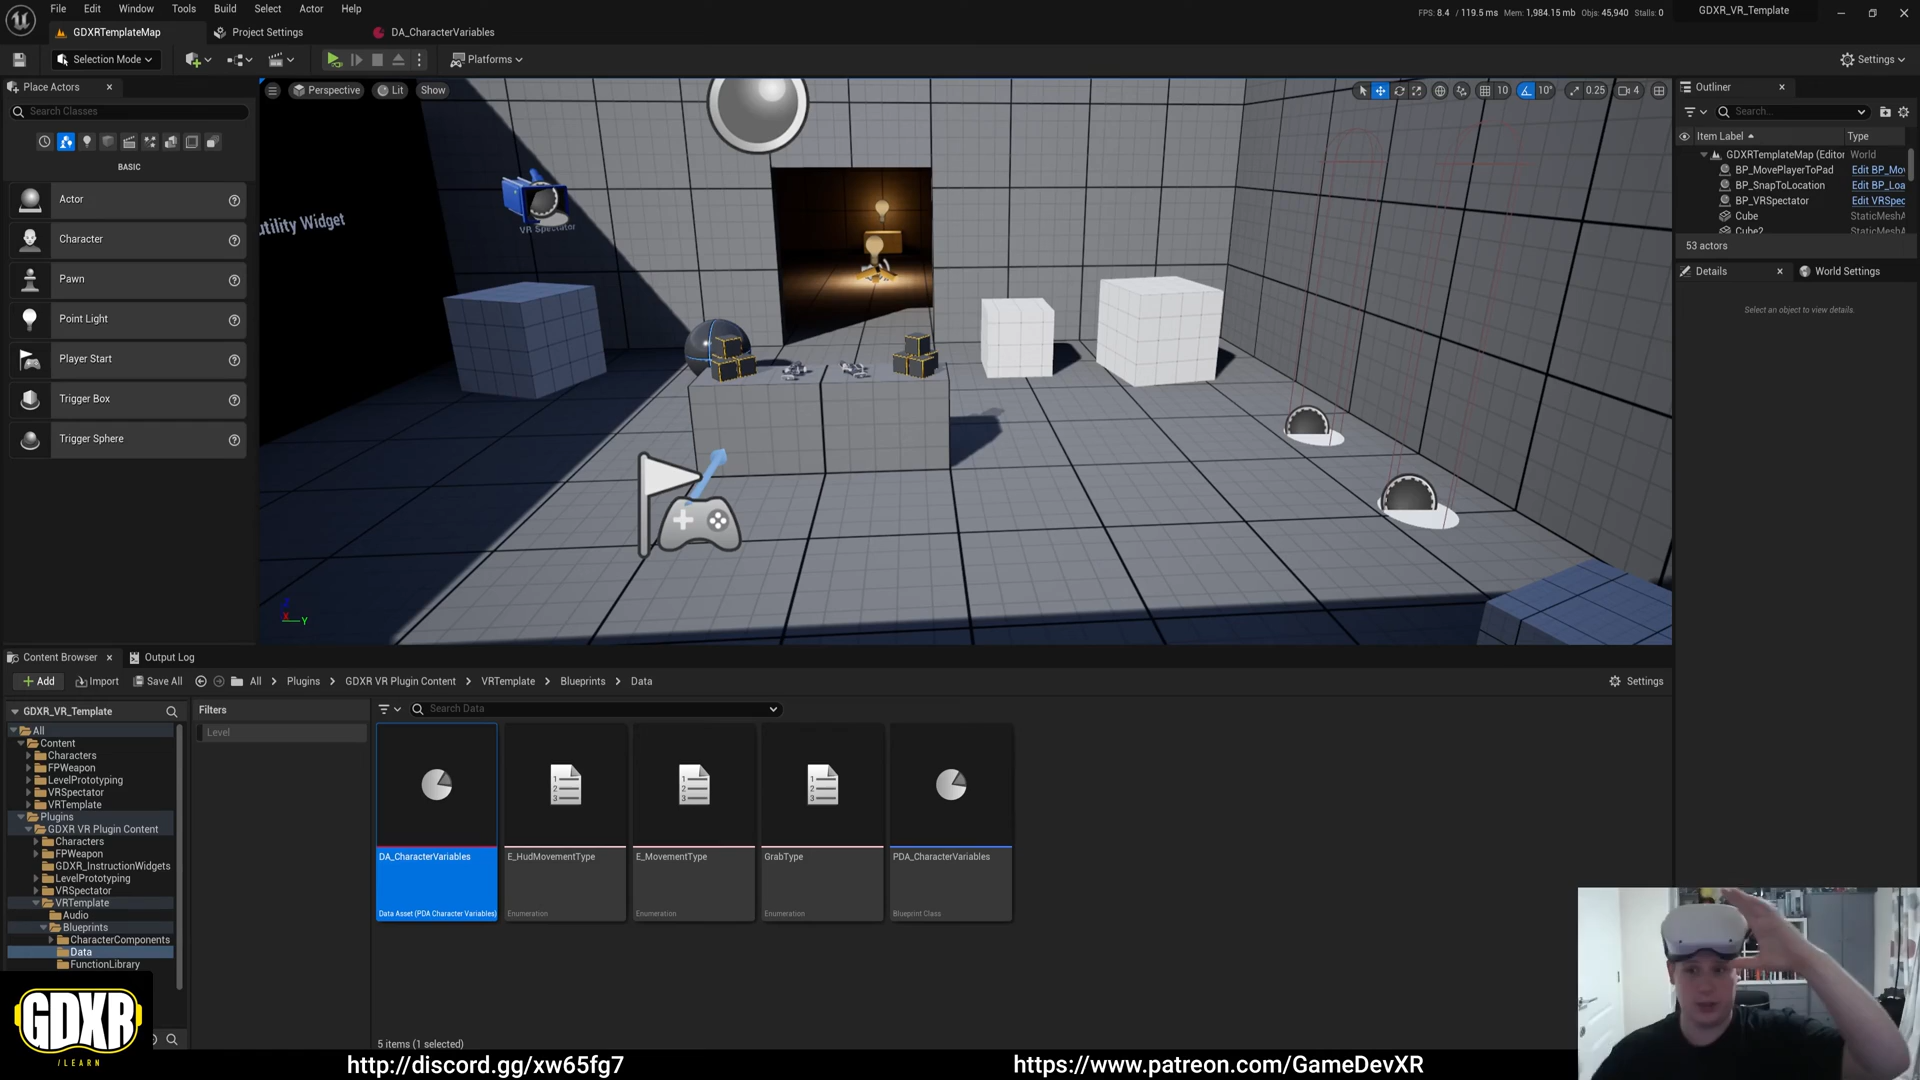 File Edit Window Tools Build Select Actor Help
FPS: 8.4 / 119.5 ms Mem: 1,984.15 mb Objs: 45,940 Stalls: 0
GDXR_VR_Template
GDXRTemplateMap
Project Settings
DA_CharacterVariables
Selection Mode
Platforms
Settings
Place Actors
Search Classes
BASIC
Actor
Character
Pawn
Point Light
Player Start
Trigger Box
Trigger Sphere
Perspective
Lit
Show
10
10°
0.25
4
utility Widget
VR Spectator
X
Y
Outliner
Search...
Item Label
Type
GDXRTemplateMap (Editor
World
BP_MovePlayerToPad
Edit BP_Mov
BP_SnapToLocation
Edit BP_Loa
BP_VRSpectator
Edit VRSpec
Cube
StaticMeshA
Cube2
StaticMeshA
53 actors
Details
World Settings
Select an object to view details.
Content Browser
Output Log
Add
Import
Save All
All > Plugins > GDXR VR Plugin Content > VRTemplate > Blueprints > Data
Settings
GDXR_VR_Template
All
Content
Characters
FPWeapon
LevelPrototyping
VRSpectator
VRTemplate
Plugins
GDXR VR Plugin Content
Characters
FPWeapon
GDXR_InstructionWidgets
LevelPrototyping
VRSpectator
VRTemplate
Audio
Blueprints
CharacterComponents
Data
FunctionLibrary
Filters
Level
Search Data
DA_CharacterVariables
Data Asset (PDA Character Variables)
E_HudMovementType
Enumeration
E_MovementType
Enumeration
GrabType
Enumeration
PDA_CharacterVariables
Blueprint Class
5 items (1 selected)
GDXR
/LEARN
http://discord.gg/xw65fg7
https://www.patreon.com/GameDevXR